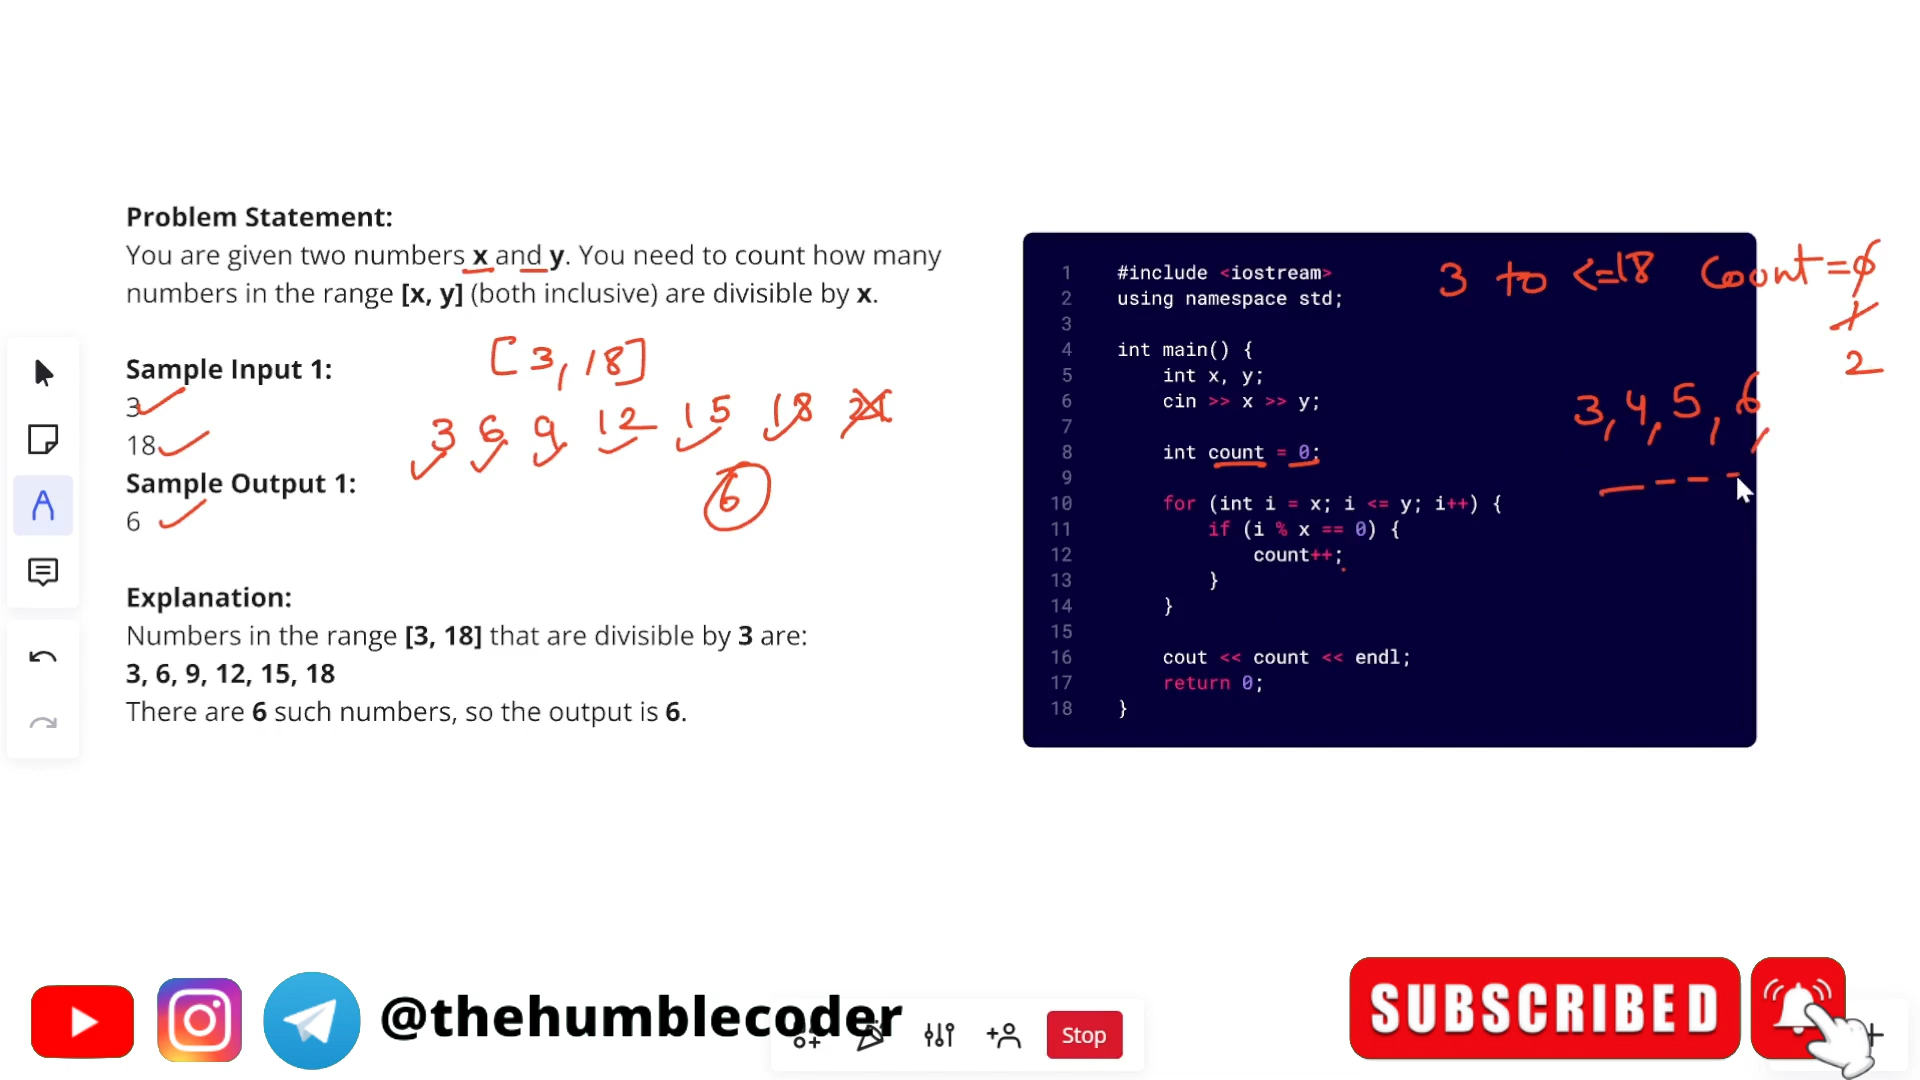 Problem Statement:
You are given two numbers x and y. You need to count how many
numbers in the range [x, y] (both inclusive) are divisible by x.
Sample Input 1:
3
18
Sample Output 1:
6
[3, 18]
3 6 9 12 15 18
6
Explanation:
Numbers in the range [3, 18] that are divisible by 3 are:
3, 6, 9, 12, 15, 18
There are 6 such numbers, so the output is 6.
1 #include <iostream>
2 using namespace std;
3
4 int main() {
5 int x, y;
6 cin >> x >> y;
7
8 int count = 0;
9
10 for (int i = x; i <= y; i++) {
11 if (i % x == 0) {
12 count++;
13 }
14 }
15
16 cout << count << endl;
17 return 0;
18 }
3 to <=18 Count=0
1
2
3, 4, 5, 6,
@thehumblecoder
Stop
SUBSCRIBED